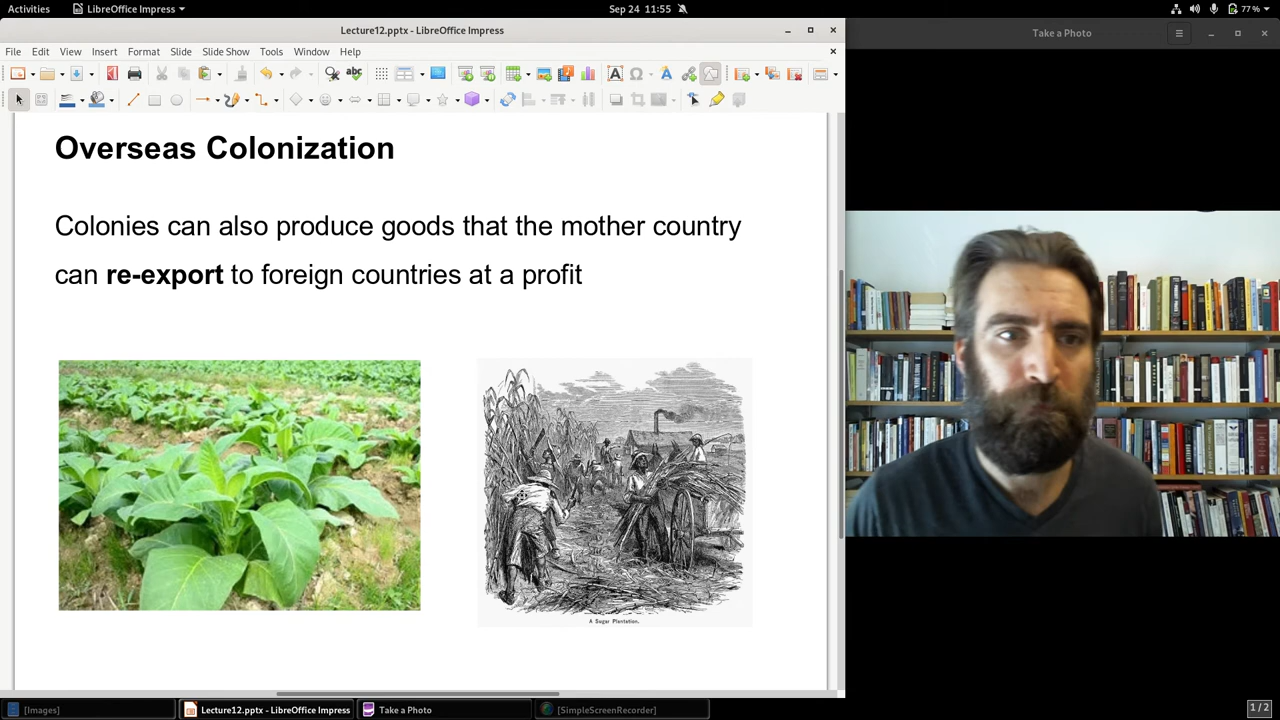 Activities LibreOffice Impress Sep 24 11:55 77%
Lecture12.pptx - LibreOffice Impress
Take a Photo
File Edit View Insert Format Slide Slide Show Tools Window Help
Overseas Colonization
Colonies can also produce goods that the mother country
can re-export to foreign countries at a profit
A Sugar Plantation.
[Images] Lecture12.pptx - LibreOffice Impress Take a Photo [SimpleScreenRecorder] 1/2